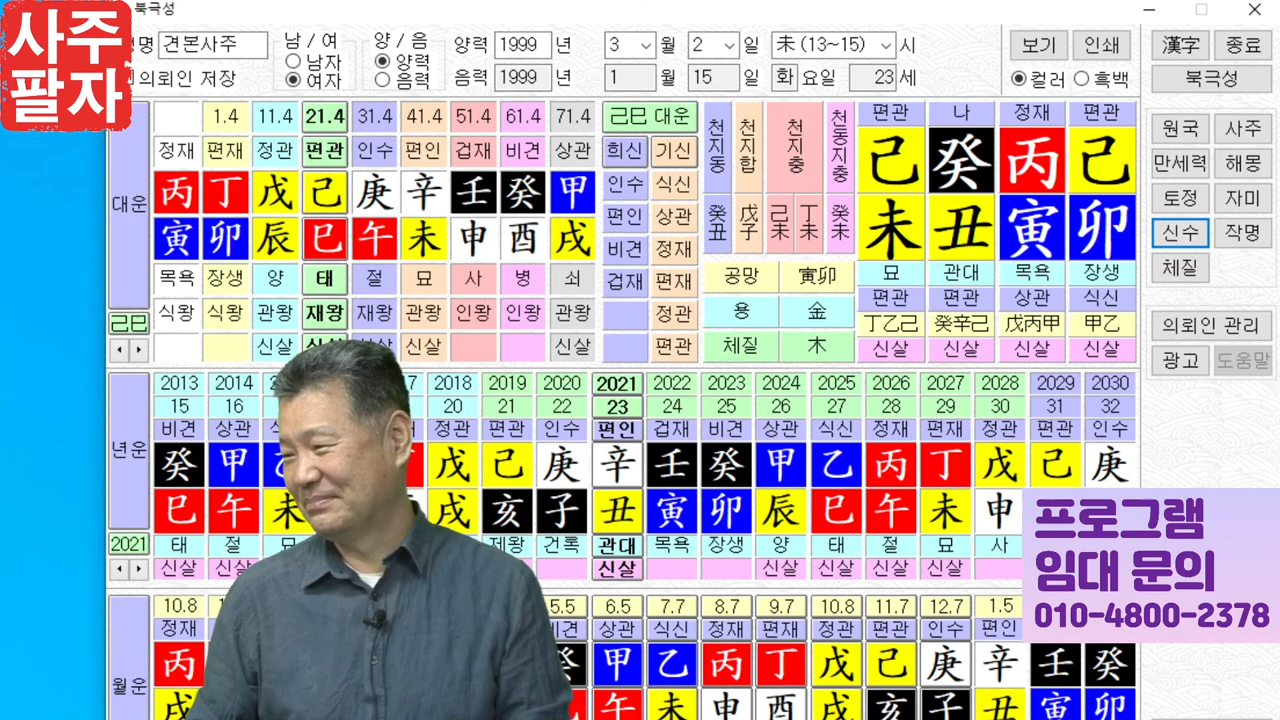 북극성
사주
팔자
명 견본사주 남 / 여 양 / 음 양력 1999 년 3 월 2 일 未 (13~15) 시 보기 인쇄 漢字 종료
남자 양력
의뢰인 저장 여자 음력 음력 1999 년 1 월 15 일 화 요일 23 세 컬러 흑백 북극성
1.4 11.4 21.4 31.4 41.4 51.4 61.4 71.4
정재 편재 정관 편관 인수 편인 겁재 비견 상관
대운
丙 丁 戊 己 庚 辛 壬 癸 甲
寅 卯 辰 巳 午 未 申 酉 戌
목욕 장생 양 태 절 묘 사 병 쇠
식왕 식왕 관왕 재왕 재왕 관왕 인왕 인왕 관왕
己巳
신살 신살 신살
己巳 대운
희신 기신
인수 식신
편인 상관
비견 정재
겁재 편재
정관
편관
천지동 천지합 천지충 천동지충
癸丑 戊子 己未 丁未 癸未
공망 寅卯
용 金
체질 木
편관 나 정재 편관
己 癸 丙 己
未 丑 寅 卯
묘 관대 목욕 장생
편관 편관 상관 식신
丁乙己 癸辛己 戊丙甲 甲乙
신살 신살 신살 신살
원국 사주
만세력 해몽
토정 자미
신수 작명
체질
의뢰인 관리
광고 도움말
2013 2014 2018 2019 2020 2021 2022 2023 2024 2025 2026 2027 2028 2029 2030
15 16 20 21 22 23 24 25 26 27 28 29 30 31 32
비견 상관 정관 편관 인수 편인 겁재 비견 상관 식신 정재 편재 정관 편관 인수
년운
癸 甲 戊 己 庚 辛 壬 癸 甲 乙 丙 丁 戊 己 庚
巳 午 未 戌 亥 子 丑 寅 卯 辰 巳 午 未 申
2021
태 절 묘 제왕 건록 관대 목욕 장생 양 태 절 묘 사
신살 신살 신살 신살 신살 신살 신살
프로그램
임대 문의
010-4800-2378
10.8 5.5 6.5 7.7 8.7 9.7 10.8 11.7 12.7 1.5
정재 비견 상관 식신 정재 편재 정관 편관 인수 편인
월운
丙 癸 甲 乙 丙 丁 戊 己 庚 辛 壬 癸
戌 午 未 申 酉 戌 亥 子 丑 寅 卯